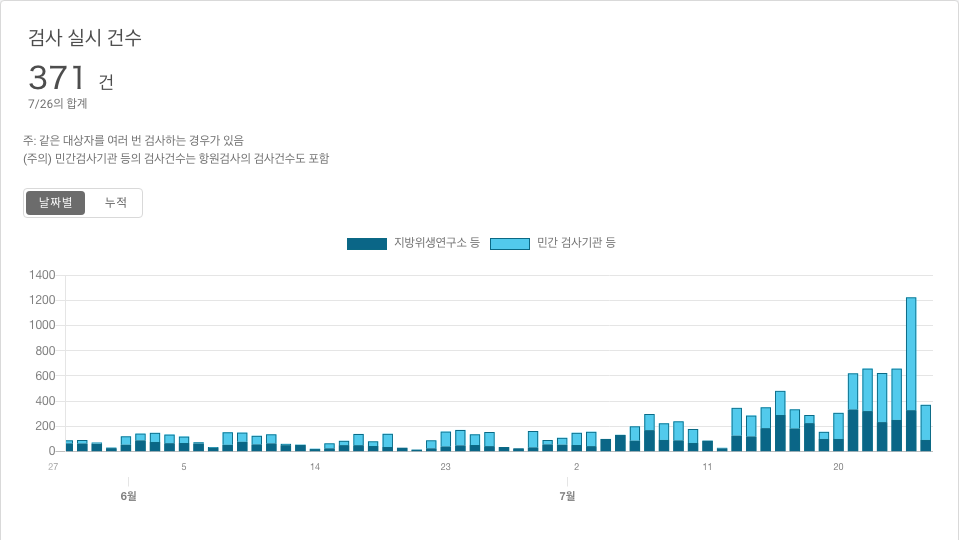 검사 실시 건수
371 건
7/26의 합계
주: 같은 대상자를 여러 번 검사하는 경우가 있음
(주의) 민간검사기관 등의 검사건수는 항원검사의 검사건수도 포함
날짜별 누적
지방위생연구소 등 민간 검사기관 등
1400
1200
1000
800
600
400
200
0
27 5 14 23 2 11 20
6월 7월